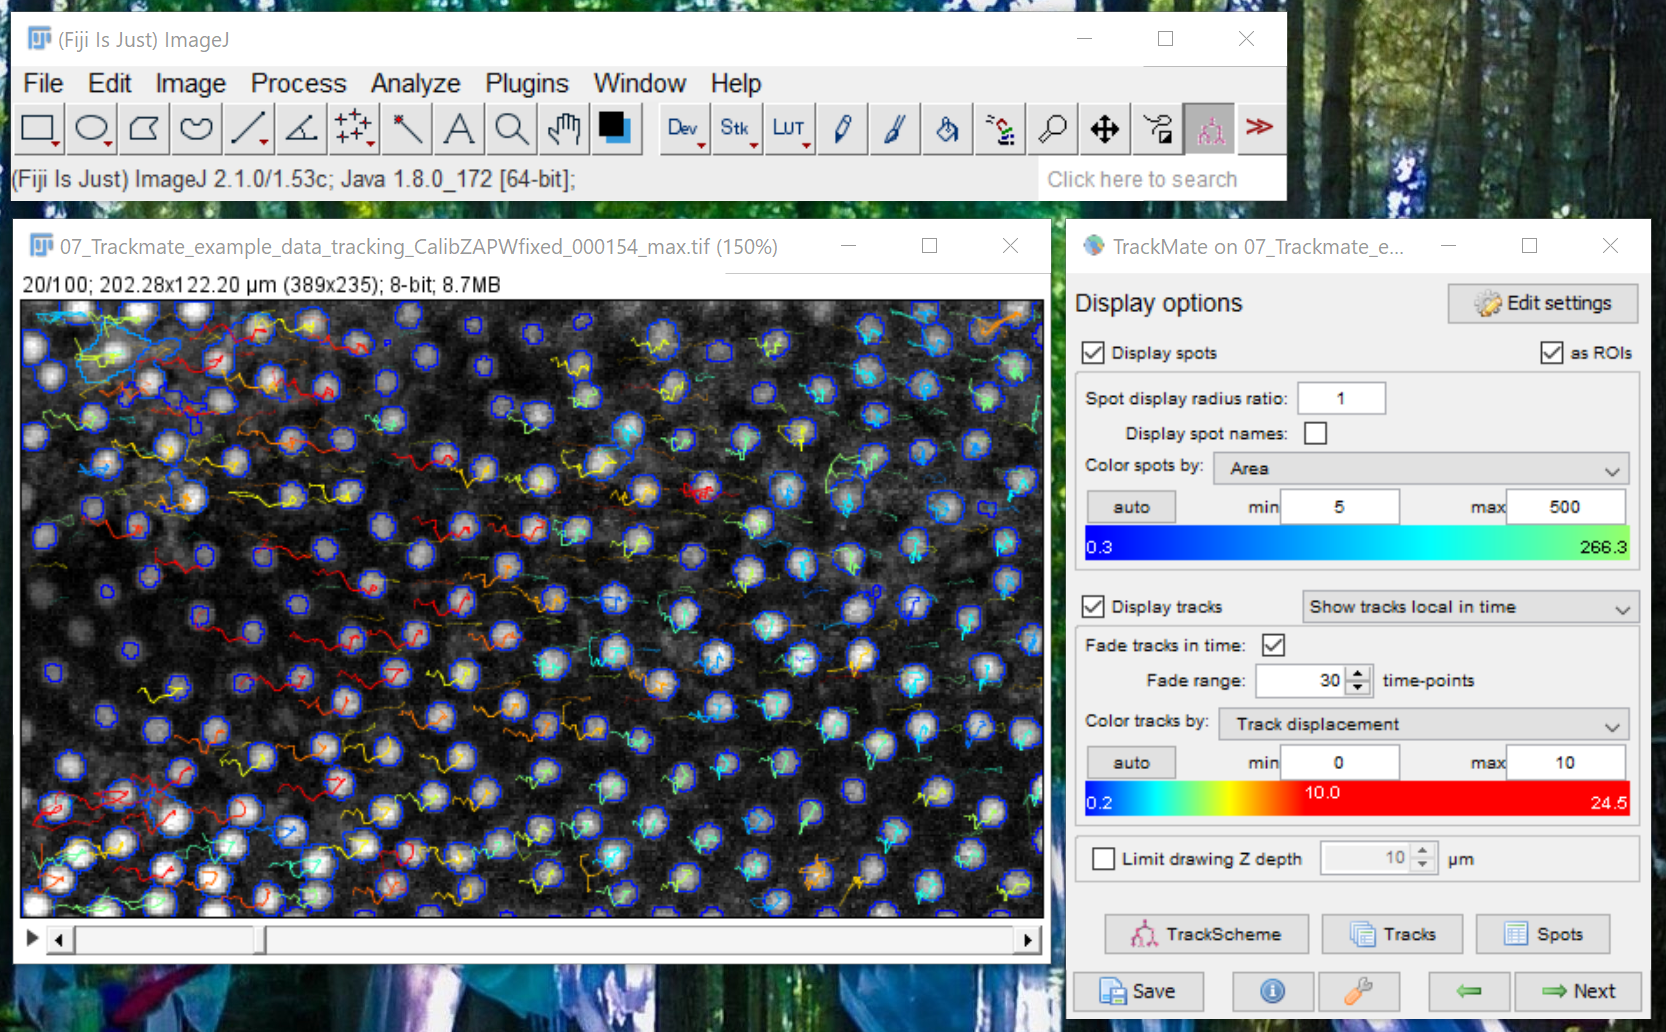 (Fiji Is Just) ImageJ
File Edit Image Process Analyze Plugins Window Help
Dev Stk LUT
(Fiji Is Just) ImageJ 2.1.0/1.53c; Java 1.8.0_172 [64-bit];
Click here to search
07_Trackmate_example_data_tracking_CalibZAPWfixed_000154_max.tif (150%)
20/100; 202.28x122.20 µm (389x235); 8-bit; 8.7MB
TrackMate on 07_Trackmate_e...
Display options
Edit settings
Display spots
as ROIs
Spot display radius ratio: 1
Display spot names:
Color spots by: Area
auto min 5 max 500
0.3 266.3
Display tracks Show tracks local in time
Fade tracks in time:
Fade range: 30 time-points
Color tracks by: Track displacement
auto min 0 max 10
0.2 10.0 24.5
Limit drawing Z depth 10 µm
TrackScheme Tracks Spots
Save Next